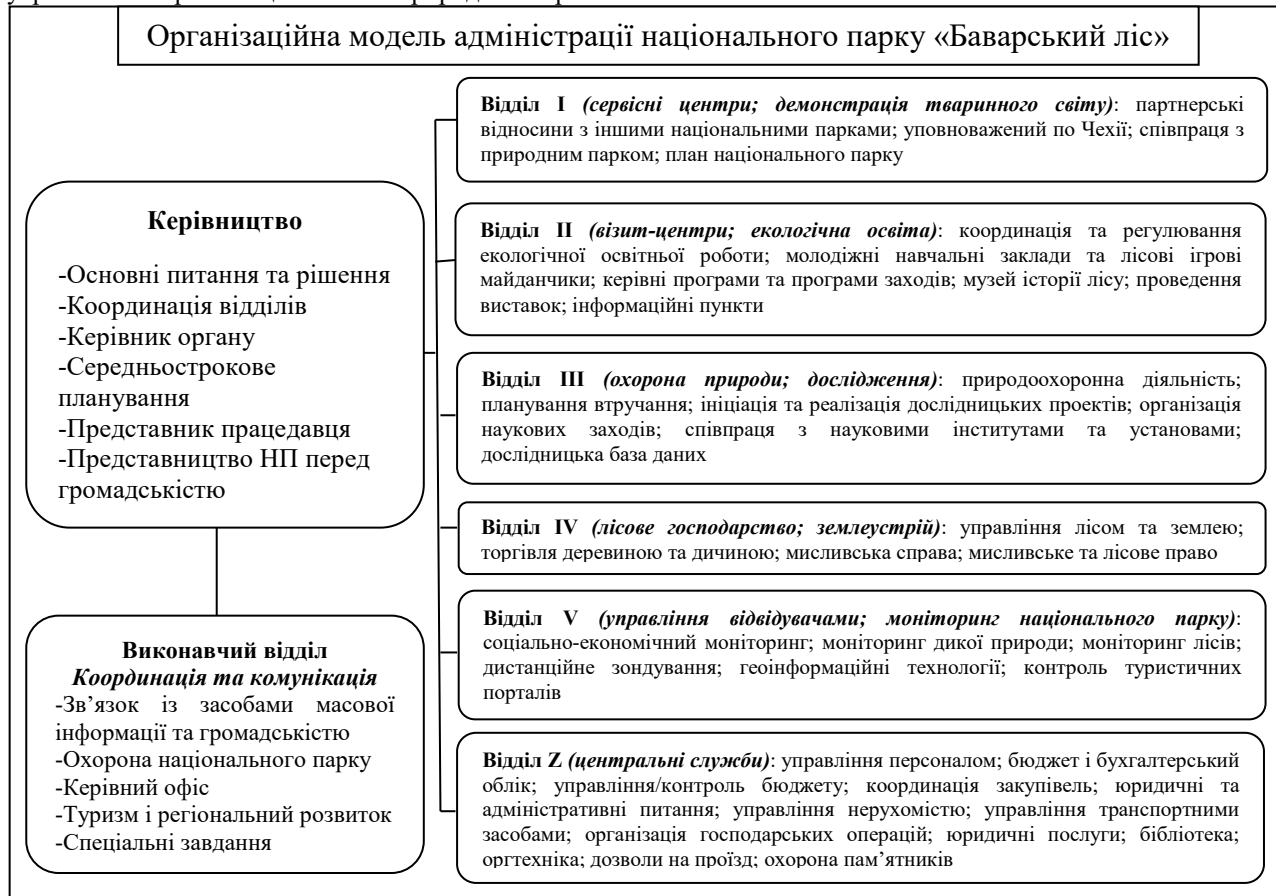 Організаційна модель адміністрації національного парку «Баварський ліс»
Керівництво
-Основні питання та рішення
-Координація відділів
-Керівник органу
-Середньострокове
планування
-Представник працедавця
-Представництво НП перед
громадськістю
Виконавчий відділ
Координація та комунікація
-Зв’язок із засобами масової
інформації та громадськістю
-Охорона національного парку
-Керівний офіс
-Туризм і регіональний розвиток
-Спеціальні завдання
Відділ I (сервісні центри; демонстрація тваринного світу): партнерські
відносини з іншими національними парками; уповноважений по Чехії; співпраця з
природним парком; план національного парку
Відділ II (візит-центри; екологічна освіта): координація та регулювання
екологічної освітньої роботи; молодіжні навчальні заклади та лісові ігрові
майданчики; керівні програми та програми заходів; музей історії лісу; проведення
виставок; інформаційні пункти
Відділ III (охорона природи; дослідження): природоохоронна діяльність;
планування втручання; ініціація та реалізація дослідницьких проектів; організація
наукових заходів; співпраця з науковими інститутами та установами;
дослідницька база даних
Відділ IV (лісове господарство; землеустрій): управління лісом та землею;
торгівля деревиною та дичиною; мисливська справа; мисливське та лісове право
Відділ V (управління відвідувачами; моніторинг національного парку):
соціально-економічний моніторинг; моніторинг дикої природи; моніторинг лісів;
дистанційне зондування; геоінформаційні технології; контроль туристичних
порталів
Відділ Z (центральні служби): управління персоналом; бюджет і бухгалтерський
облік; управління/контроль бюджету; координація закупівель; юридичні та
адміністративні питання; управління нерухомістю; управління транспортними
засобами; організація господарських операцій; юридичні послуги; бібліотека;
оргтехніка; дозволи на проїзд; охорона пам’ятників